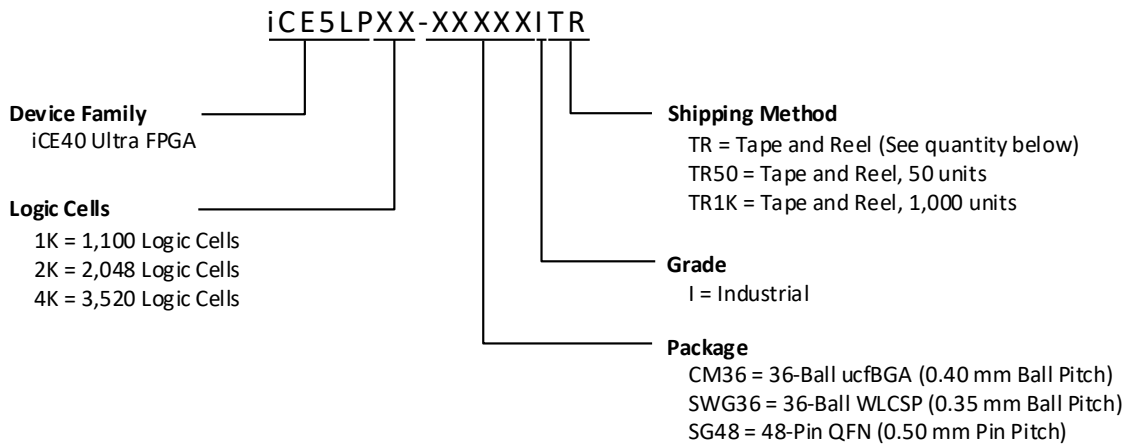 iCE5LPXX-XXXXXITR
Device Family
iCE40 Ultra FPGA
Logic Cells
1K = 1,100 Logic Cells
2K = 2,048 Logic Cells
4K = 3,520 Logic Cells
Shipping Method
TR = Tape and Reel (See quantity below)
TR50 = Tape and Reel, 50 units
TR1K = Tape and Reel, 1,000 units
Grade
I = Industrial
Package
CM36 = 36-Ball ucfBGA (0.40 mm Ball Pitch)
SWG36 = 36-Ball WLCSP (0.35 mm Ball Pitch)
SG48 = 48-Pin QFN (0.50 mm Pin Pitch)